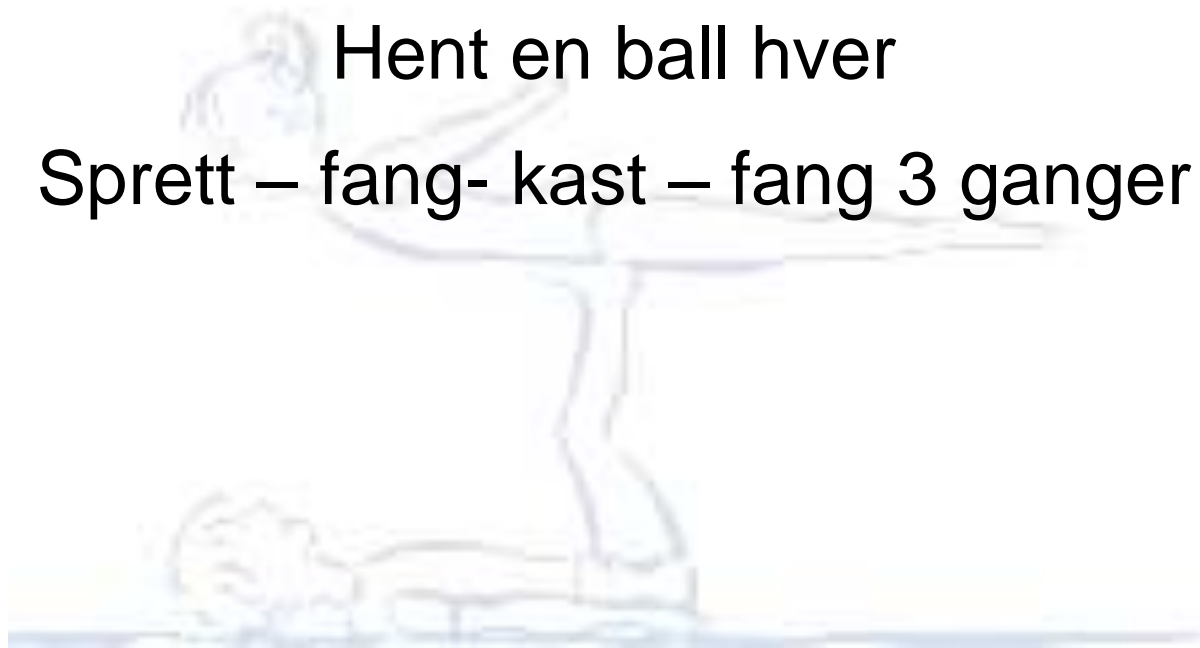 Hent en ball hver
Sprett – fang- kast – fang 3 ganger